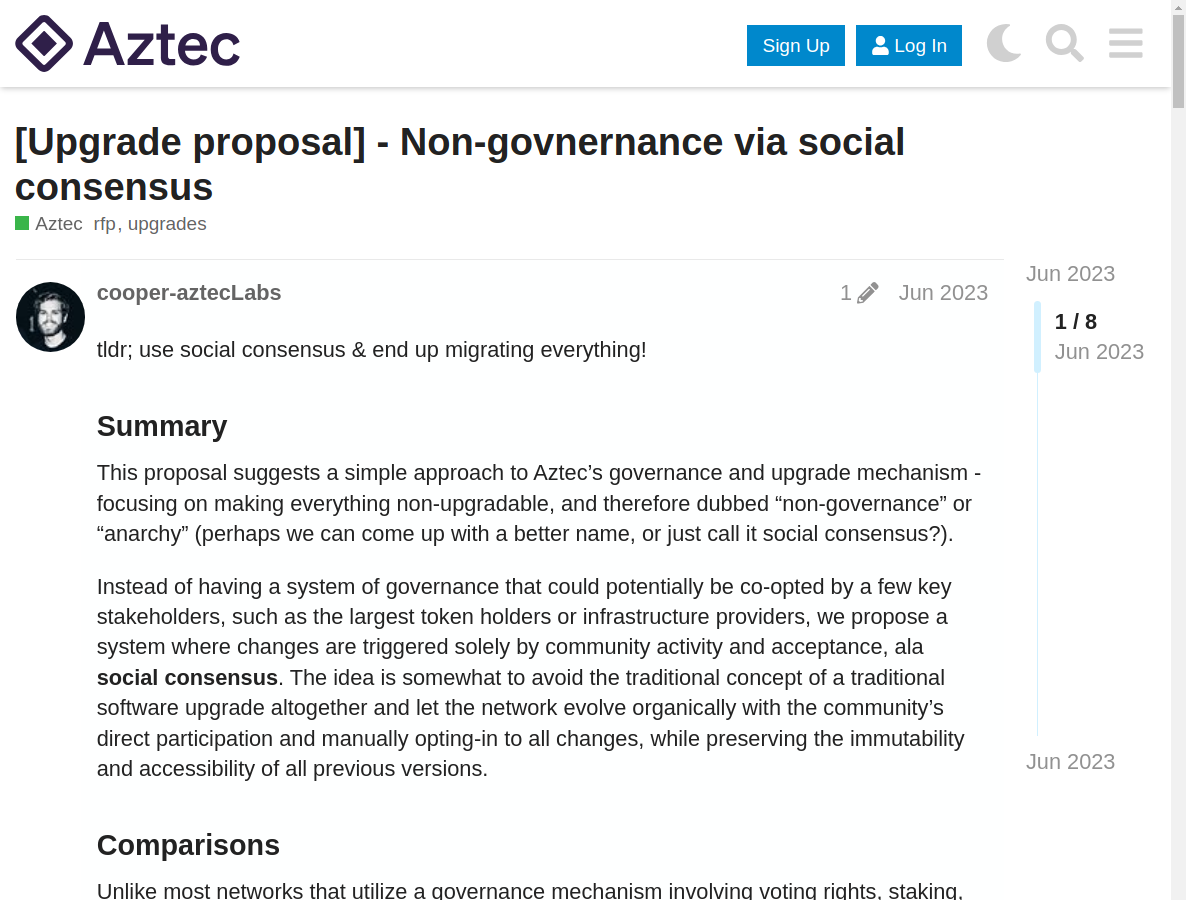 Aztec
Sign Up
Log In
[Upgrade proposal] - Non-govnernance via social
consensus
Aztec rfp, upgrades
cooper-aztecLabs
1
Jun 2023
tldr; use social consensus & end up migrating everything!
Summary
This proposal suggests a simple approach to Aztec’s governance and upgrade mechanism -
focusing on making everything non-upgradable, and therefore dubbed “non-governance” or
“anarchy” (perhaps we can come up with a better name, or just call it social consensus?).
Instead of having a system of governance that could potentially be co-opted by a few key
stakeholders, such as the largest token holders or infrastructure providers, we propose a
system where changes are triggered solely by community activity and acceptance, ala
social consensus. The idea is somewhat to avoid the traditional concept of a traditional
software upgrade altogether and let the network evolve organically with the community’s
direct participation and manually opting-in to all changes, while preserving the immutability
and accessibility of all previous versions.
Comparisons
Unlike most networks that utilize a governance mechanism involving voting rights, staking,
Jun 2023
1 / 8
Jun 2023
Jun 2023